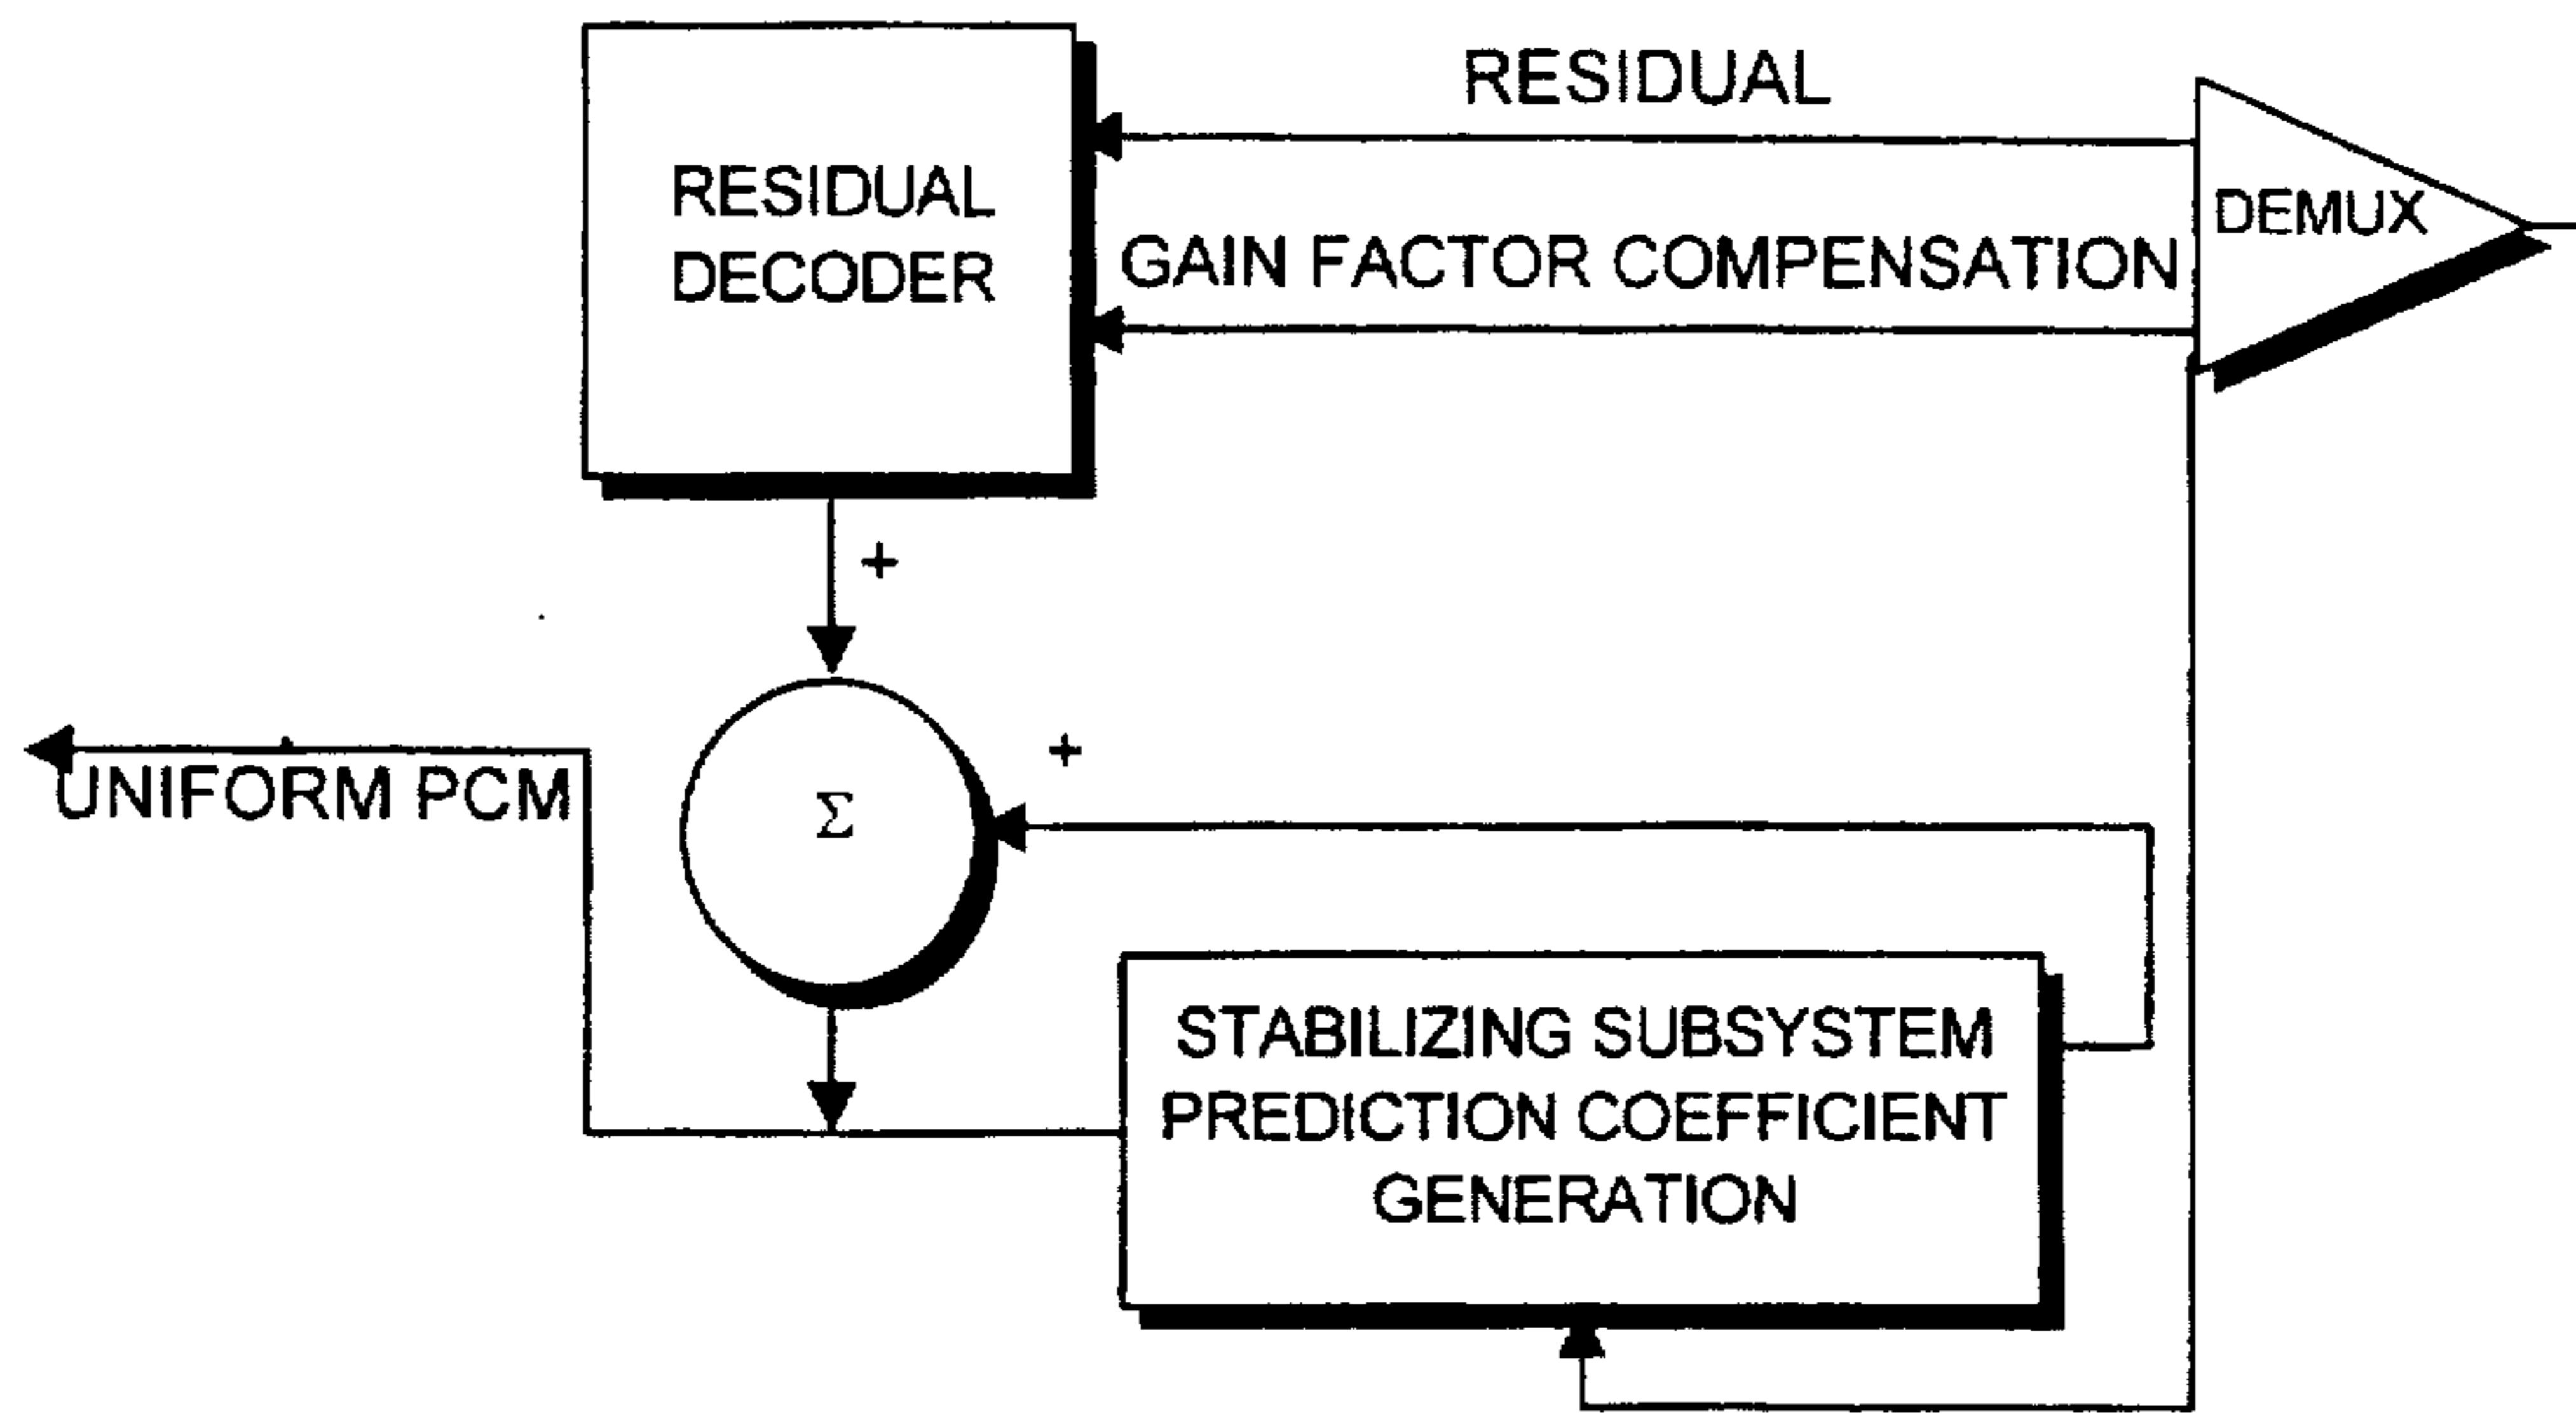 RESIDUAL
RESIDUAL
DECODER
DEMUX
GAIN FACTOR COMPENSATION
+
+
UNIFORM PCM
Σ
STABILIZING SUBSYSTEM
PREDICTION COEFFICIENT
GENERATION